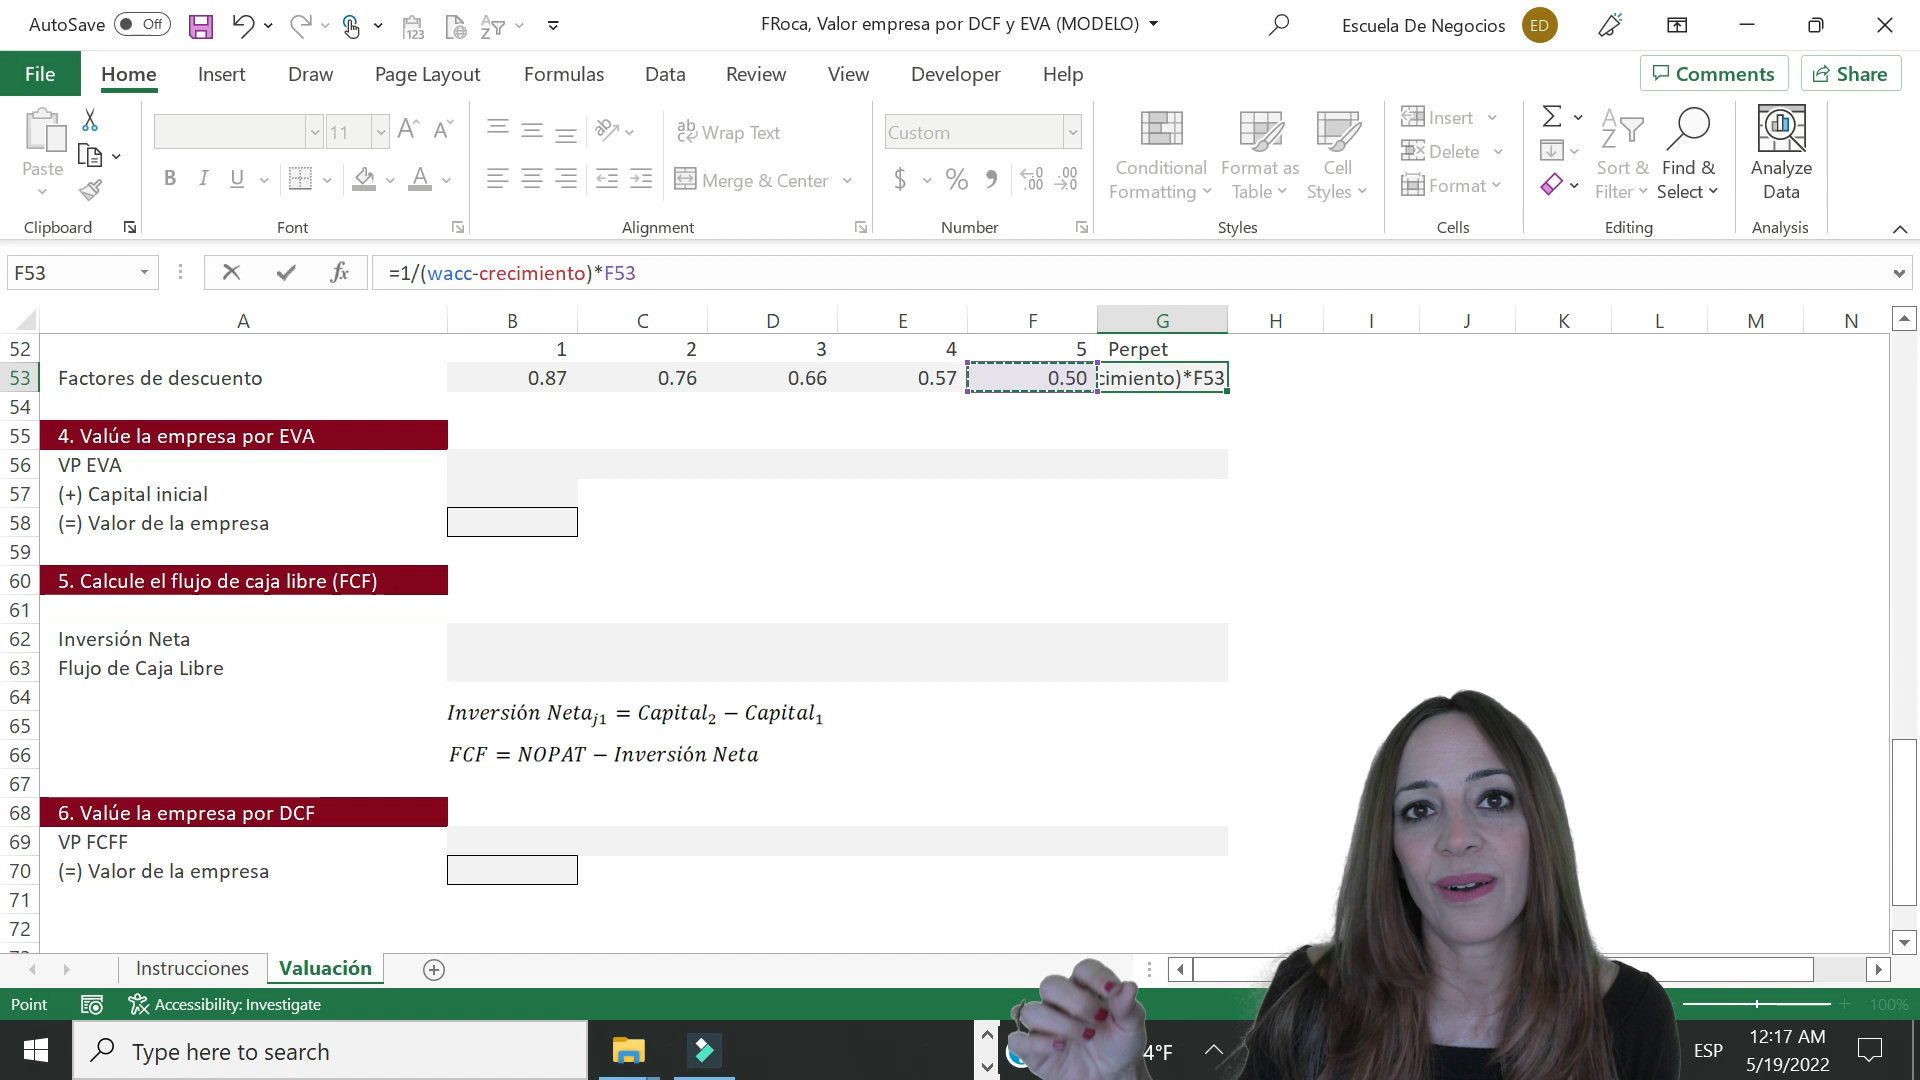 AutoSave Off
FRoca, Valor empresa por DCF y EVA (MODELO)
Escuela De Negocios ED
File Home Insert Draw Page Layout Formulas Data Review View Developer Help
Comments Share
Paste
11
Wrap Text
Merge & Center
Custom
Conditional Formatting
Format as Table
Cell Styles
Insert
Delete
Format
Sort & Filter
Find & Select
Analyze Data
Clipboard Font Alignment Number Styles Cells Editing Analysis
F53 fx =1/(wacc-crecimiento)*F53
A B C D E F G H I J K L M N
52 1 2 3 4 5 Perpet
53 Factores de descuento 0.87 0.76 0.66 0.57 0.50 cimiento)*F53
54
55 4. Valúe la empresa por EVA
56 VP EVA
57 (+) Capital inicial
58 (=) Valor de la empresa
59
60 5. Calcule el flujo de caja libre (FCF)
61
62 Inversión Neta
63 Flujo de Caja Libre
64
65 Inversión Neta_{j1} = Capital₂ − Capital₁
66 FCF = NOPAT − Inversión Neta
67
68 6. Valúe la empresa por DCF
69 VP FCFF
70 (=) Valor de la empresa
71
72
Instrucciones Valuación
Point Accessibility: Investigate 100%
Type here to search
4°F
ESP
12:17 AM
5/19/2022